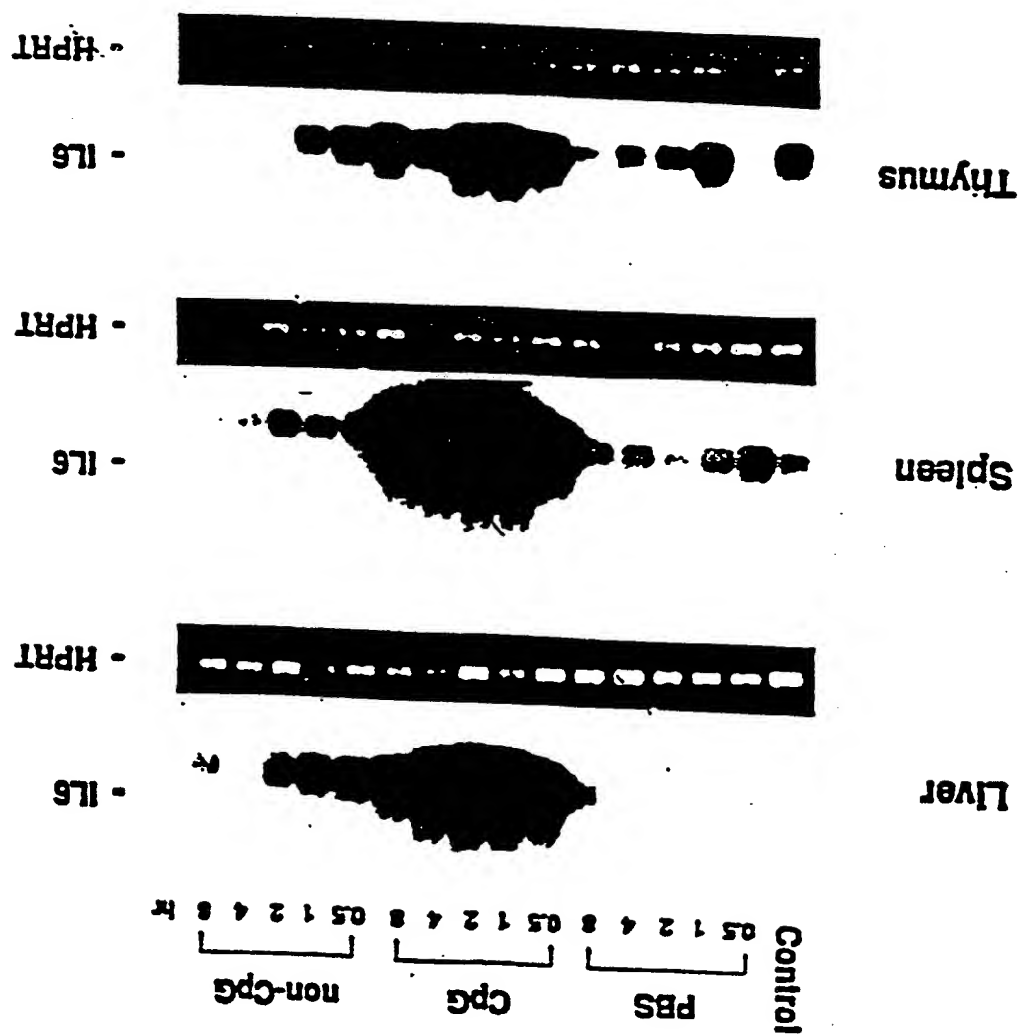 Control
PBS
CpG
non-CpG
0.5 1 2 4 8 0.5 1 2 4 8 0.5 1 2 4 8 hr
Liver
- IL6
- HPRT
Spleen
- IL6
- HPRT
Thymus
- IL6
- HPRT